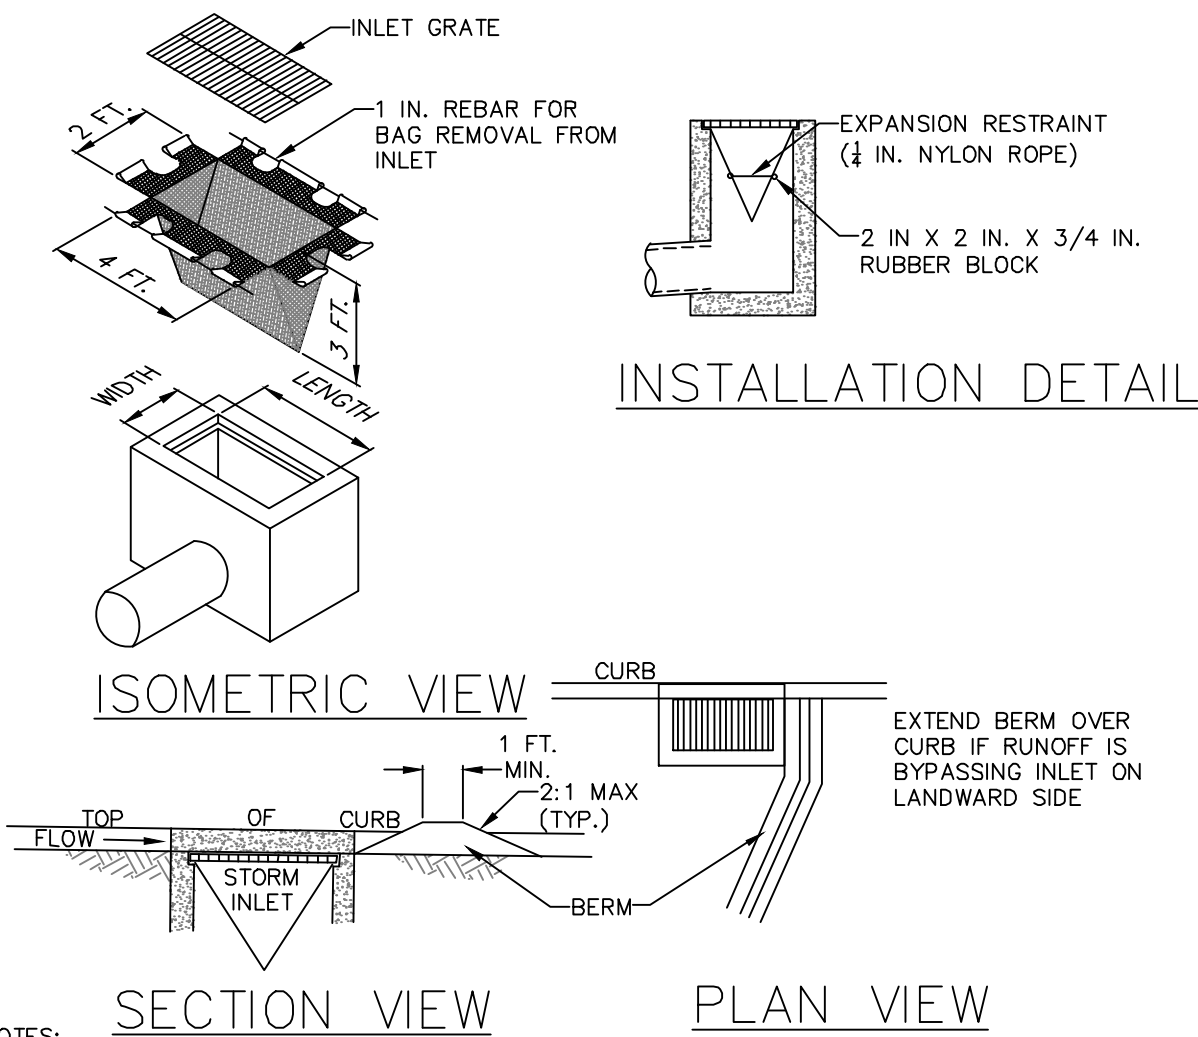 INLET GRATE
1 IN. REBAR FOR
BAG REMOVAL FROM
INLET
2 FT.
4 FT.
3 FT.
WIDTH
LENGTH
ISOMETRIC VIEW
EXPANSION RESTRAINT
(1/4 IN. NYLON ROPE)
2 IN X 2 IN. X 3/4 IN.
RUBBER BLOCK
INSTALLATION DETAIL
1 FT.
MIN.
2:1 MAX
(TYP.)
TOP OF CURB
FLOW
STORM
INLET
BERM
SECTION VIEW
CURB
EXTEND BERM OVER
CURB IF RUNOFF IS
BYPASSING INLET ON
LANDWARD SIDE
PLAN VIEW
OTES: